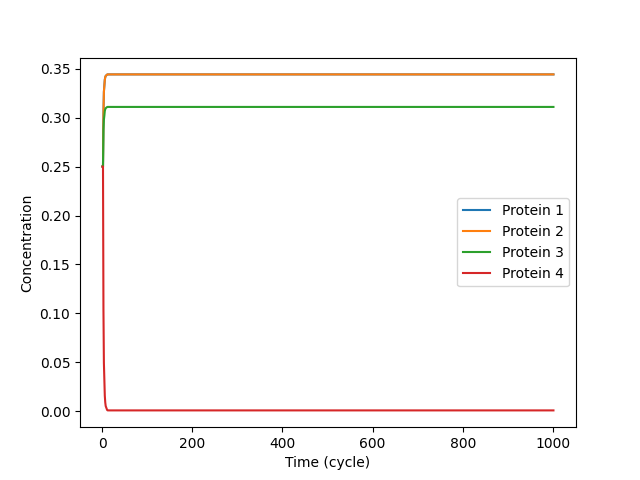 0.35
0.30
0.25
0.20
0.15
0.10
0.05
0.00
Concentration
Protein 1
Protein 2
Protein 3
Protein 4
0 200 400 600 800 1000
Time (cycle)